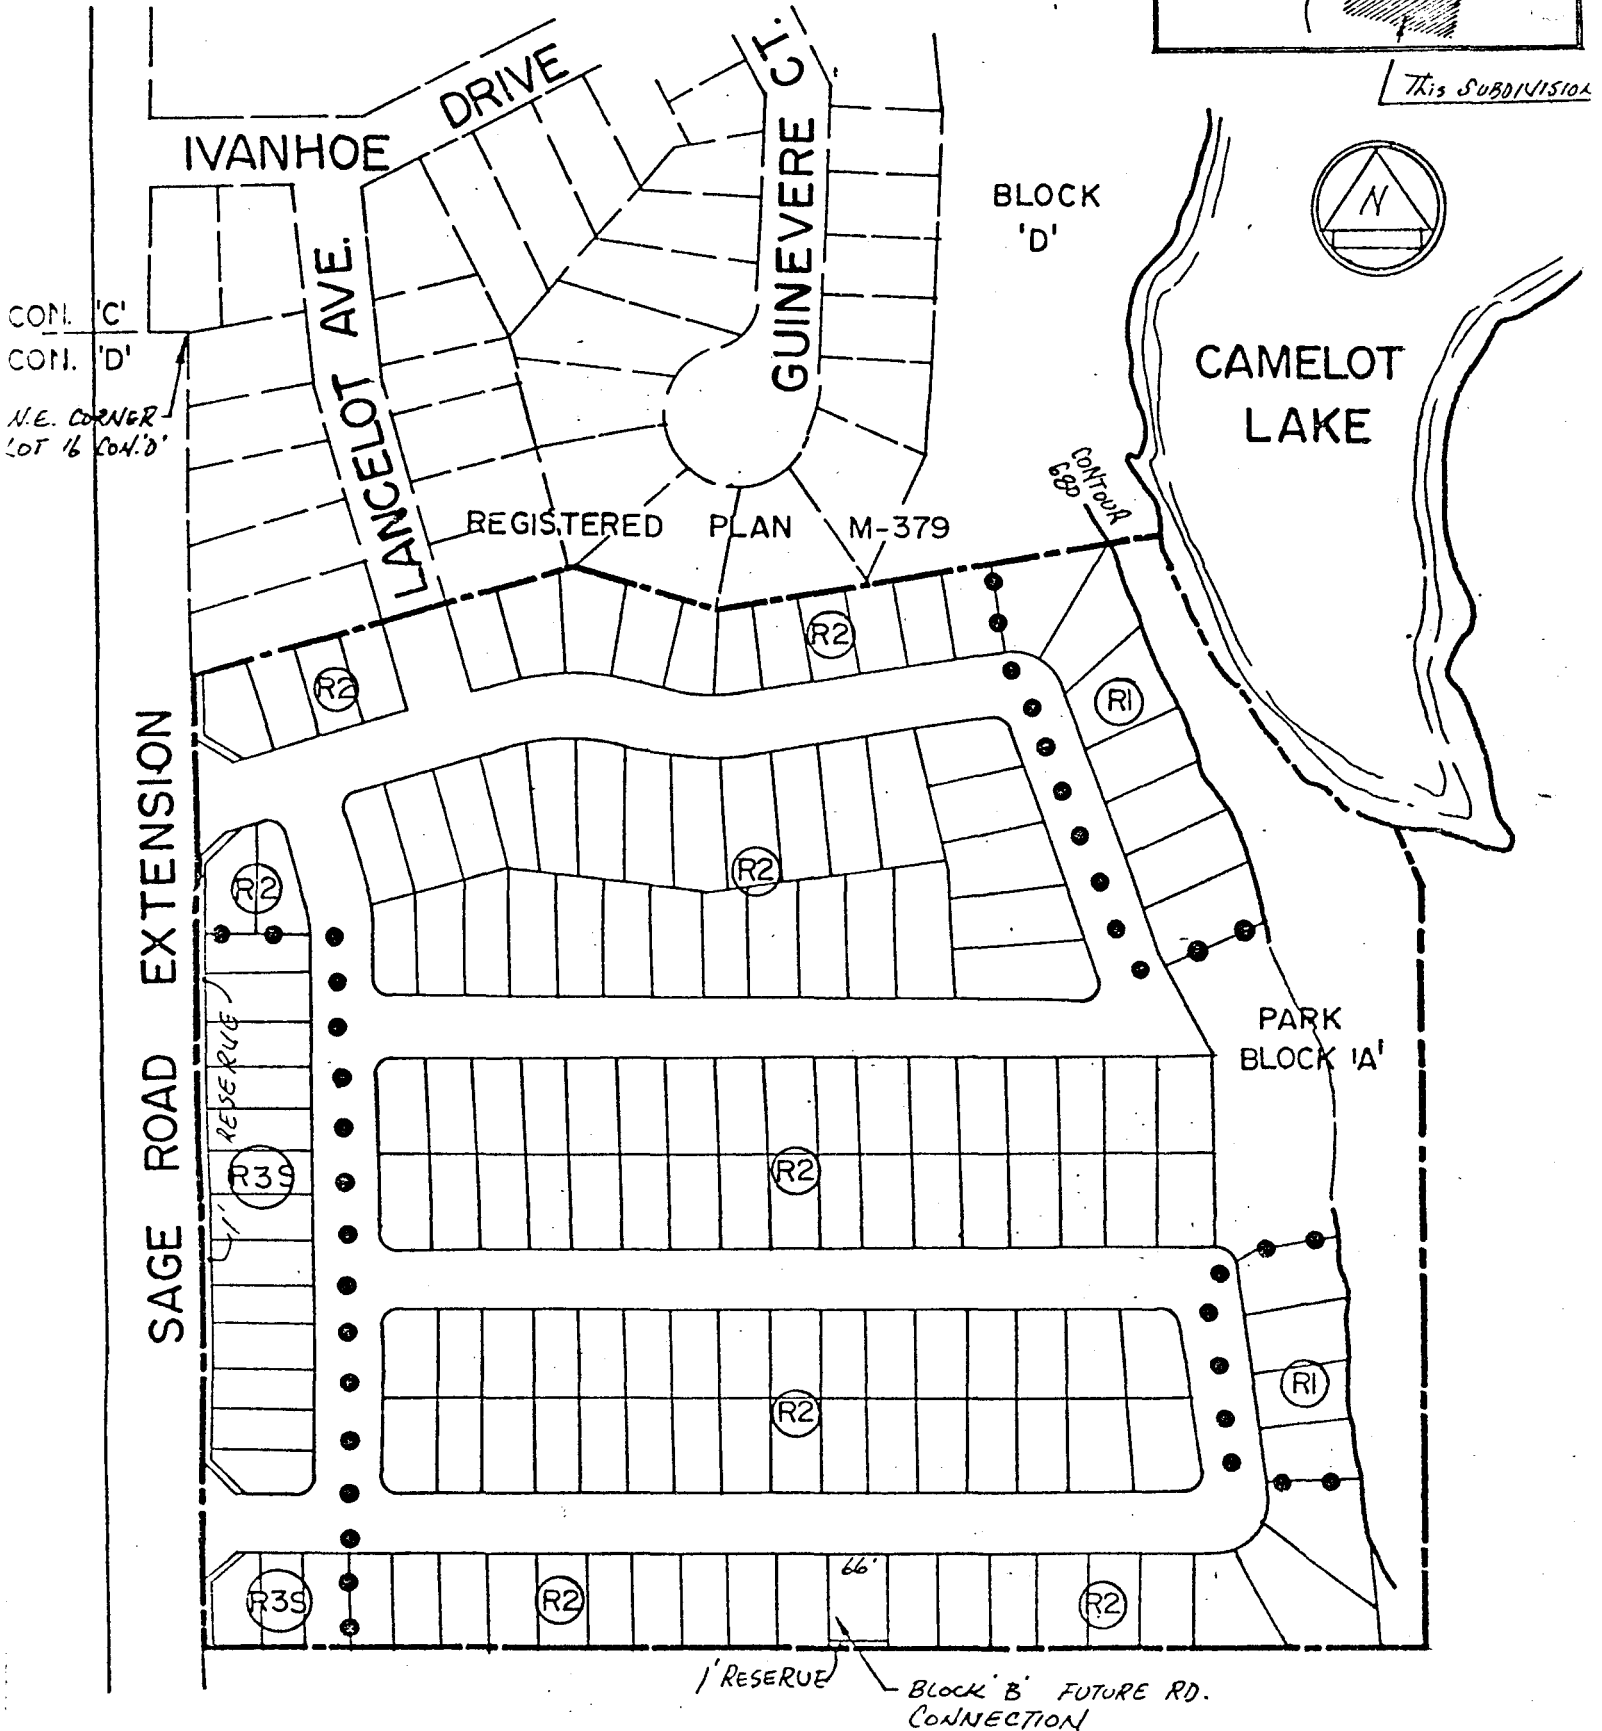 This SUBDIVISION
DRIVE
IVANHOE
GUINEVERE CT.
BLOCK
'D'
N
LANCELOT AVE.
CON. 'C'
CON. 'D'
N.E. CORNER
LOT 16 CON.'D'
CAMELOT
LAKE
CONTOUR
680
REGISTERED PLAN M-379
R2
R2
R1
SAGE ROAD EXTENSION
R2
R2
PARK
BLOCK 'A'
1' RESERVE
R3S
R2
R1
R2
66'
R3S
R2
R2
1' RESERVE
BLOCK 'B' FUTURE RD.
CONNECTION